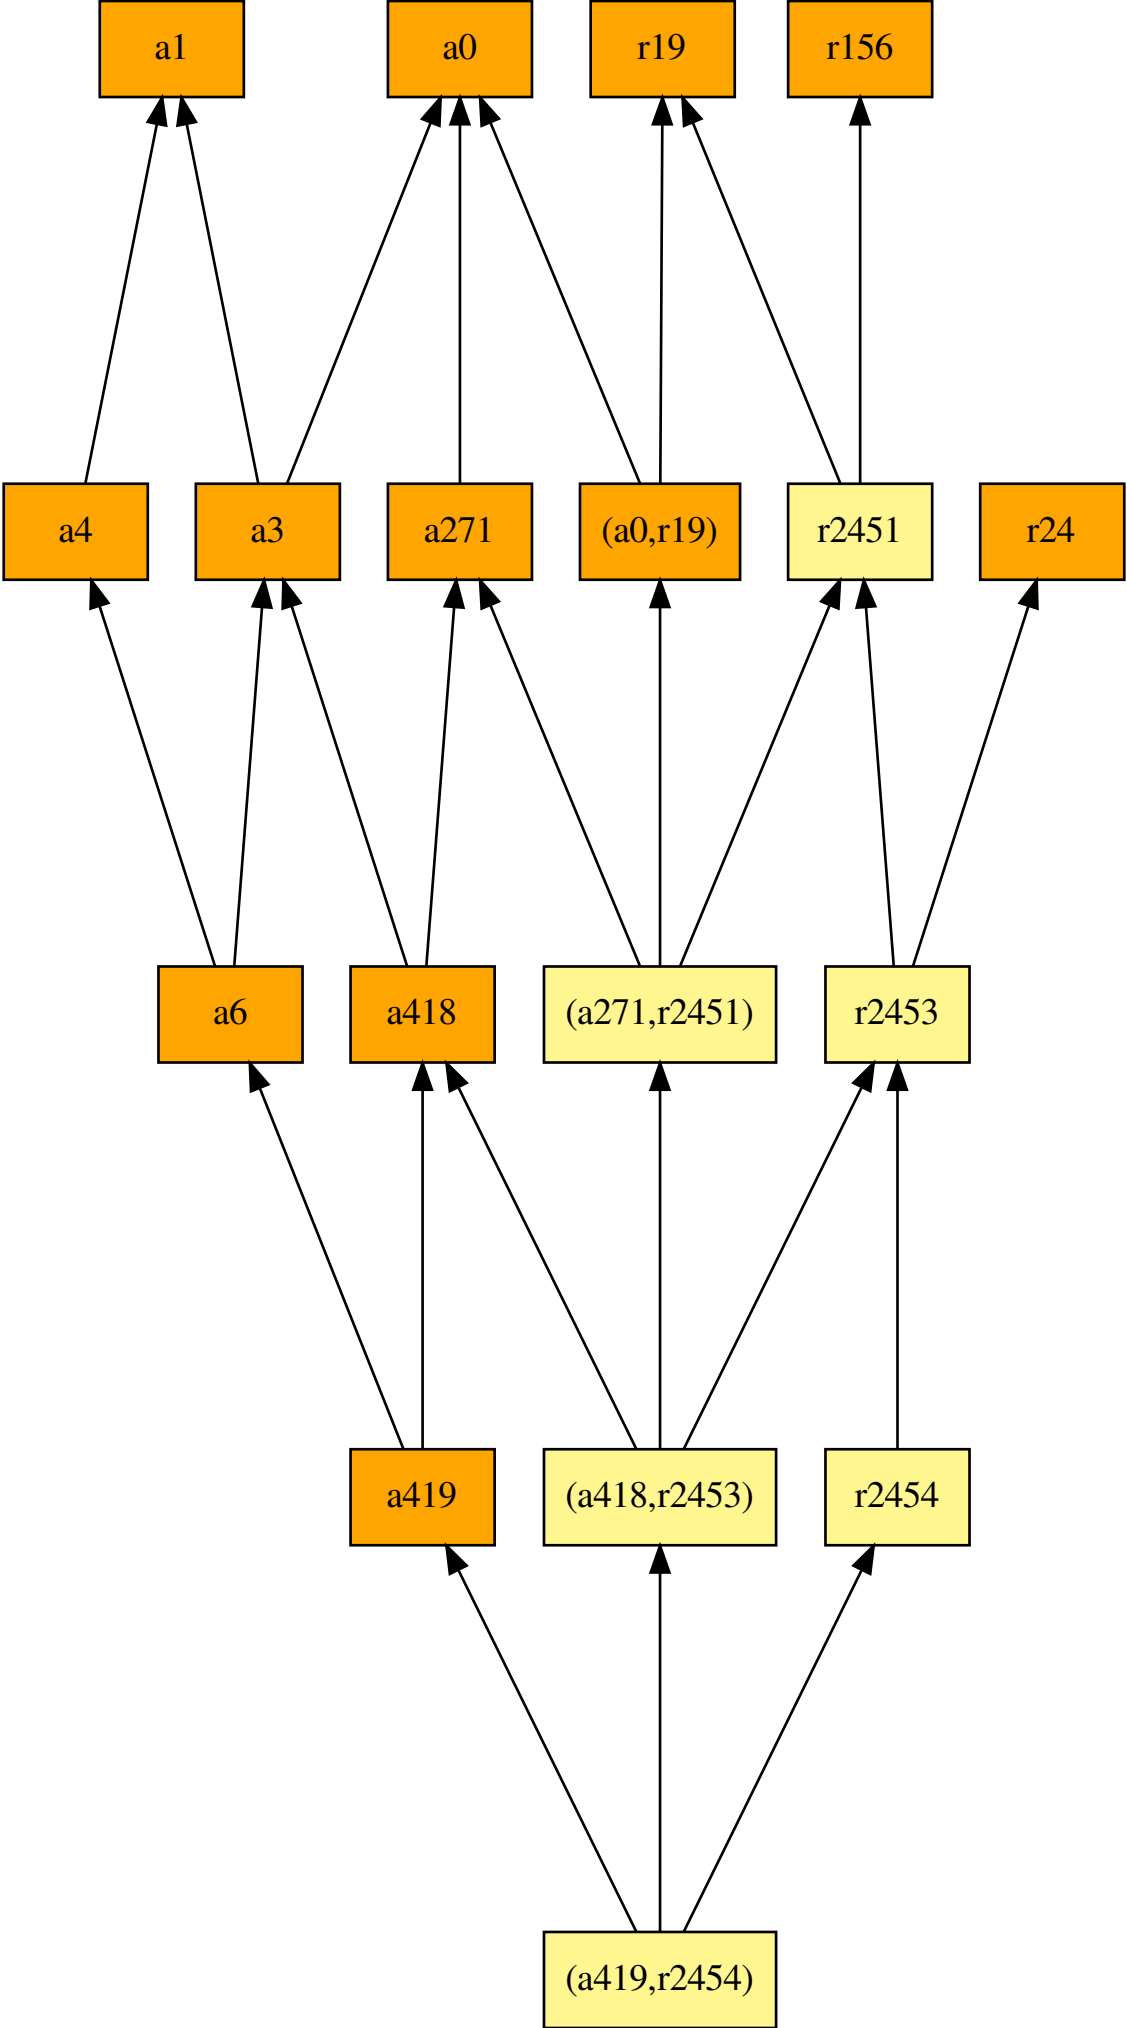 a1
a0
r19
r156
a4
a3
a271
(a0,r19)
r2451
r24
a6
a418
(a271,r2451)
r2453
a419
(a418,r2453)
r2454
(a419,r2454)